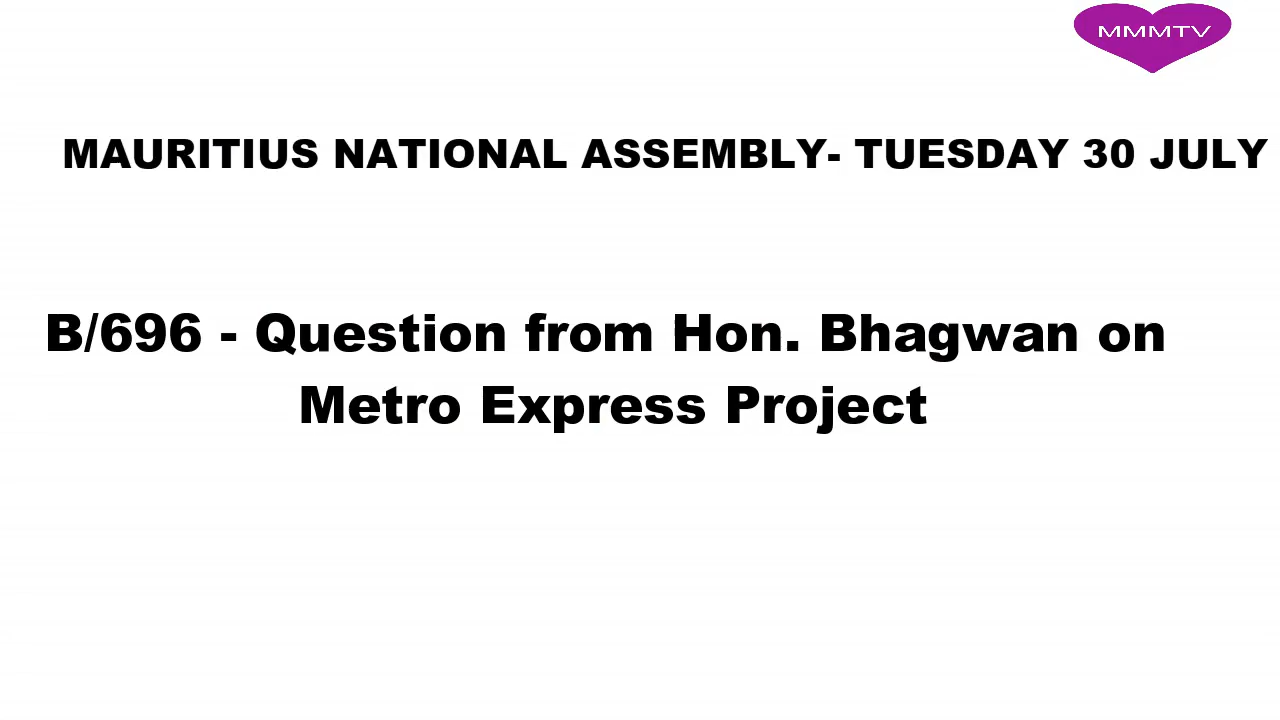 MMMTV
MAURITIUS NATIONAL ASSEMBLY- TUESDAY 30 JULY
B/696 - Question from Hon. Bhagwan on
Metro Express Project